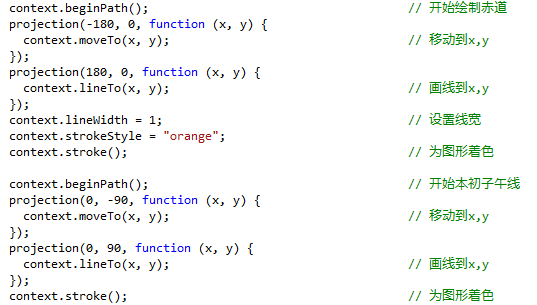 context.beginPath(); // 开始绘制赤道
projection(-180, 0, function (x, y) {
  context.moveTo(x, y); // 移动到x,y
});
projection(180, 0, function (x, y) {
  context.lineTo(x, y); // 画线到x,y
});
context.lineWidth = 1; // 设置线宽
context.strokeStyle = "orange";
context.stroke(); // 为图形着色

context.beginPath(); // 开始本初子午线
projection(0, -90, function (x, y) {
  context.moveTo(x, y); // 移动到x,y
});
projection(0, 90, function (x, y) {
  context.lineTo(x, y); // 画线到x,y
});
context.stroke(); // 为图形着色